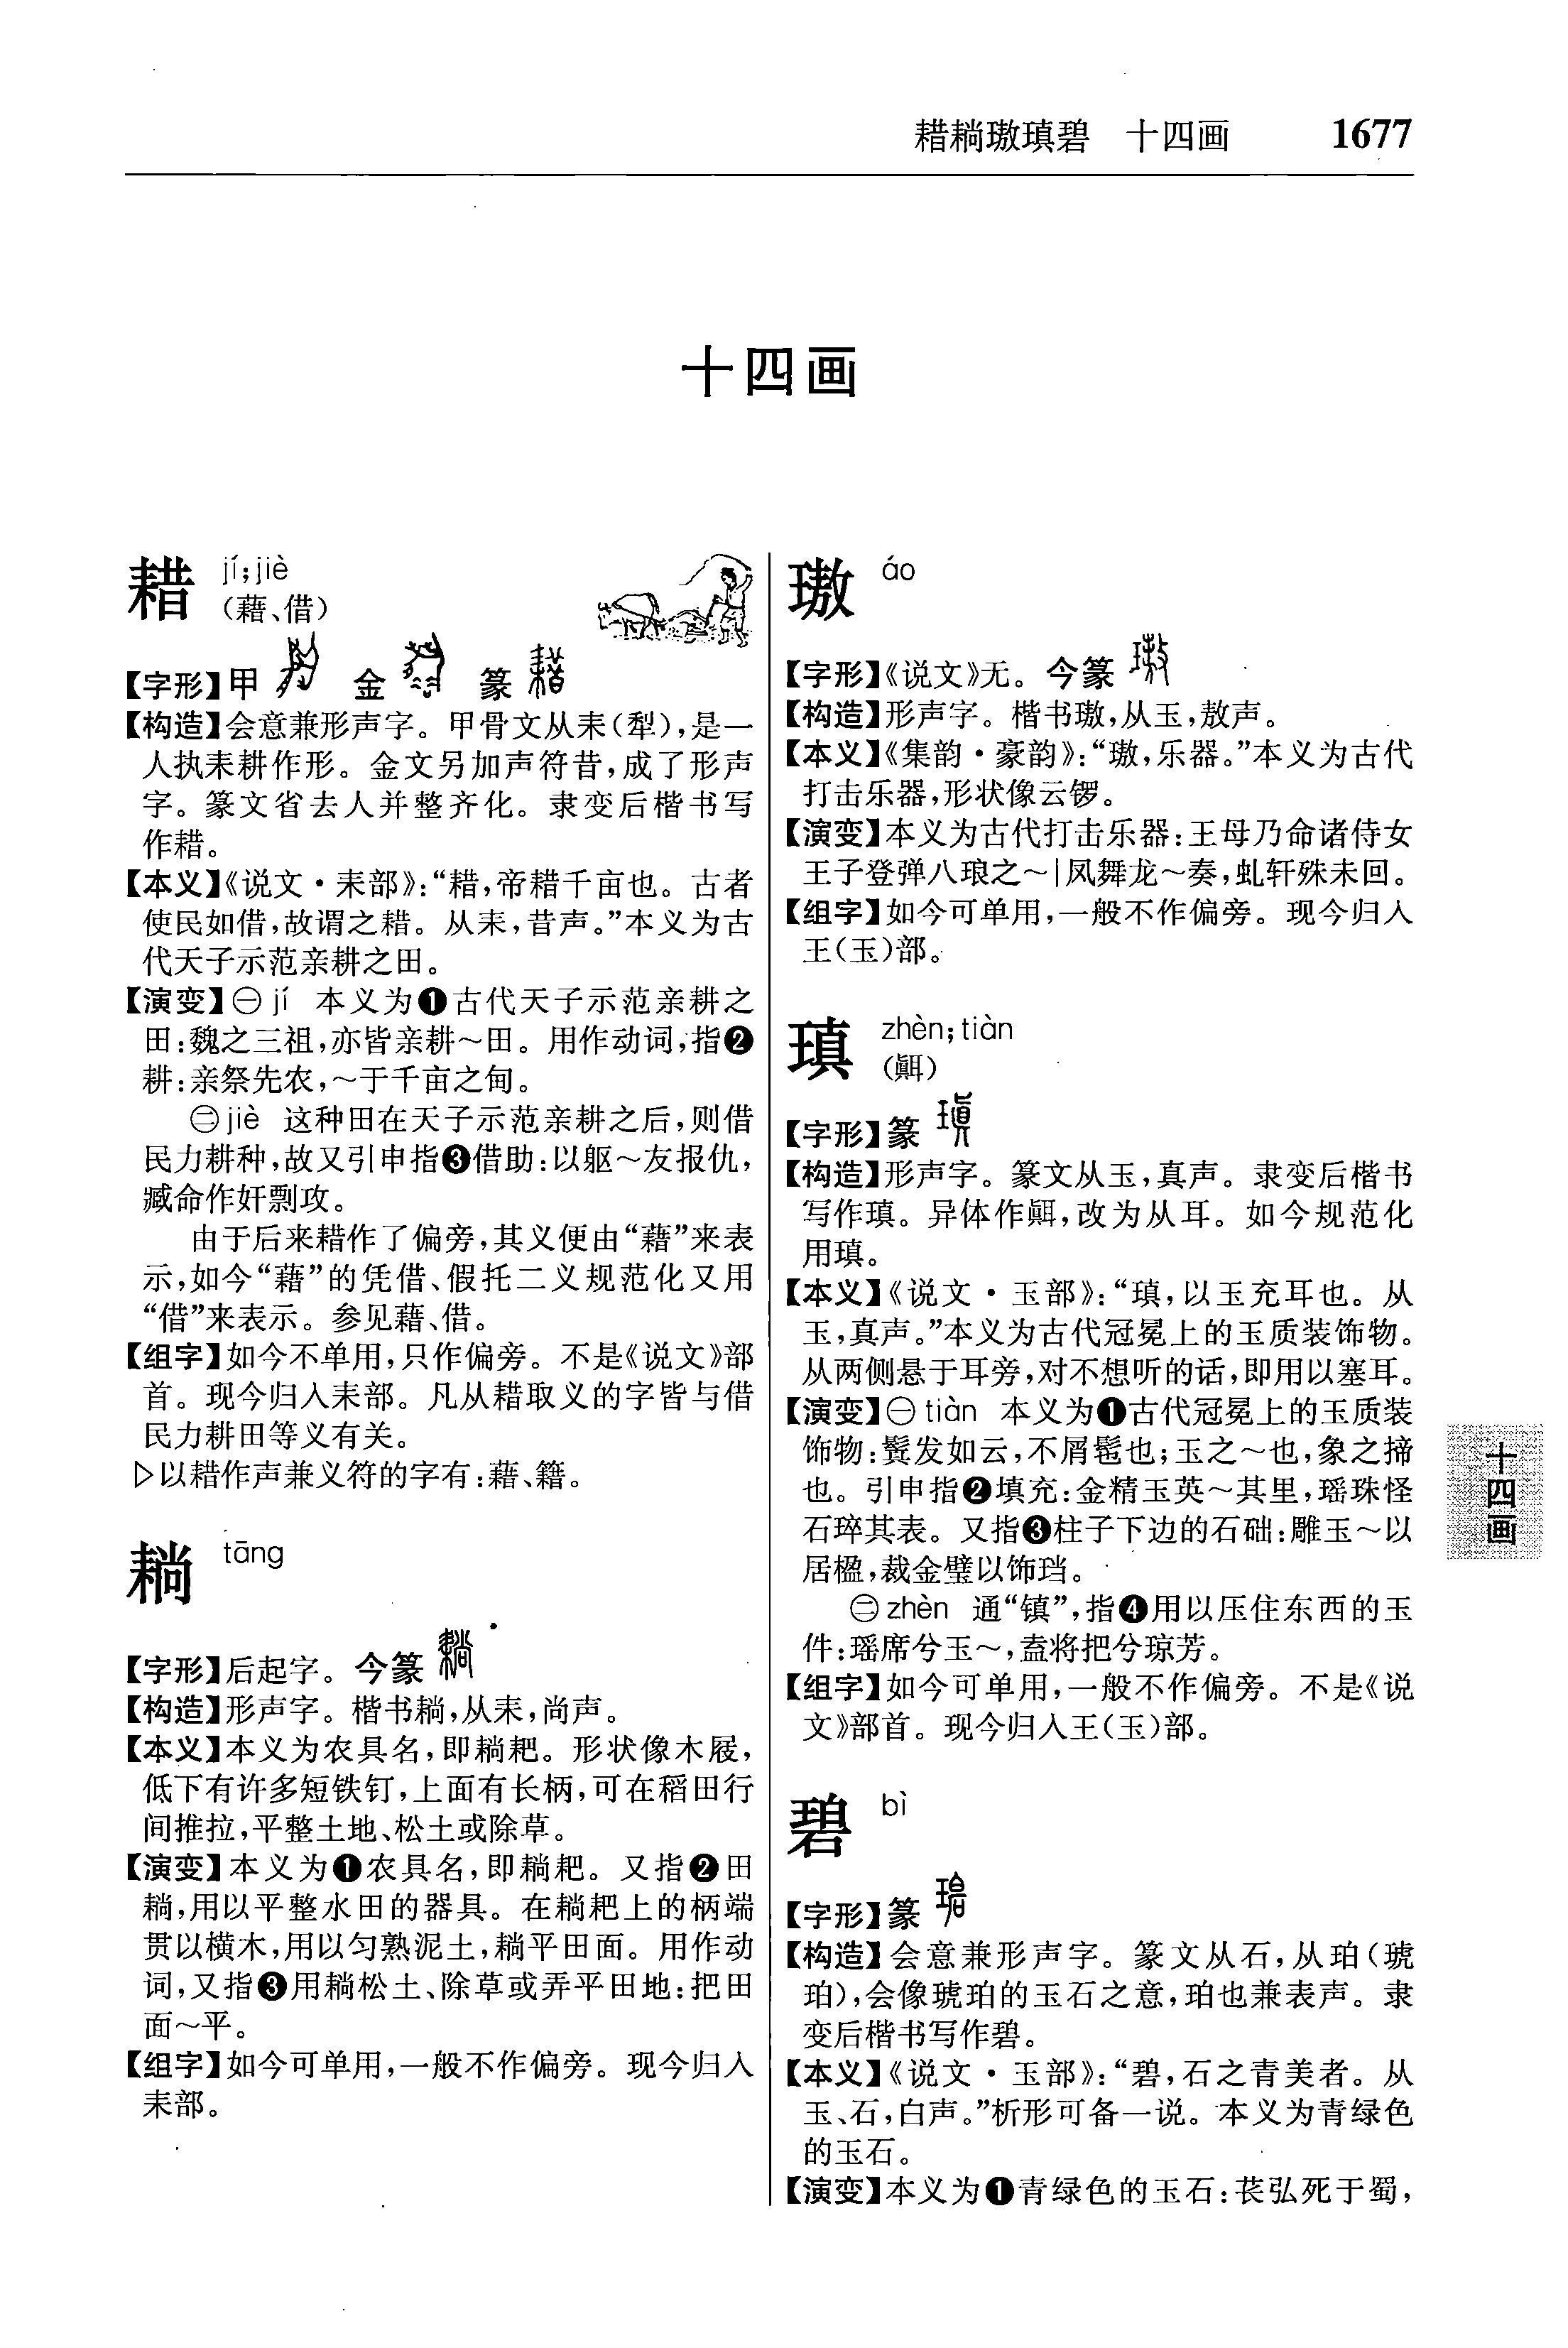 耤耥璈瑱碧　十四画　1677
十四画
耤 jí；jiè
（藉、借）
【字形】甲 金 篆
【构造】会意兼形声字。甲骨文从耒（犁），是一
人执耒耕作形。金文另加声符昔，成了形声
字。篆文省去人并整齐化。隶变后楷书写
作耤。
【本义】《说文·耒部》：“耤，帝耤千亩也。古者
使民如借，故谓之耤。从耒，昔声。”本义为古
代天子示范亲耕之田。
【演变】㊀jí 本义为❶古代天子示范亲耕之
田：魏之三祖，亦皆亲耕～田。用作动词，指❷
耕：亲祭先农，～于千亩之甸。
㊁jiè 这种田在天子示范亲耕之后，则借
民力耕种，故又引申指❸借助：以躯～友报仇，
臧命作奸剽攻。
由于后来耤作了偏旁，其义便由“藉”来表
示，如今“藉”的凭借、假托二义规范化又用
“借”来表示。参见藉、借。
【组字】如今不单用，只作偏旁。不是《说文》部
首。现今归入耒部。凡从耤取义的字皆与借
民力耕田等义有关。
▷以耤作声兼义符的字有：藉、籍。
耥 tāng
【字形】后起字。今篆
【构造】形声字。楷书耥，从耒，尚声。
【本义】本义为农具名，即耥耙。形状像木屐，
低下有许多短铁钉，上面有长柄，可在稻田行
间推拉，平整土地、松土或除草。
【演变】本义为❶农具名，即耥耙。又指❷田
耥，用以平整水田的器具。在耥耙上的柄端
贯以横木，用以匀熟泥土，耥平田面。用作动
词，又指❸用耥松土、除草或弄平田地：把田
面～平。
【组字】如今可单用，一般不作偏旁。现今归入
耒部。
璈 áo
【字形】《说文》无。今篆
【构造】形声字。楷书璈，从玉，敖声。
【本义】《集韵·豪韵》：“璈，乐器。”本义为古代
打击乐器，形状像云锣。
【演变】本义为古代打击乐器：王母乃命诸侍女
王子登弹八琅之～|凤舞龙～奏，虬轩殊未回。
【组字】如今可单用，一般不作偏旁。现今归入
王（玉）部。
瑱 zhèn；tiàn
（䫖）
【字形】篆
【构造】形声字。篆文从玉，真声。隶变后楷书
写作瑱。异体作䫖，改为从耳。如今规范化
用瑱。
【本义】《说文·玉部》：“瑱，以玉充耳也。从
玉，真声。”本义为古代冠冕上的玉质装饰物。
从两侧悬于耳旁，对不想听的话，即用以塞耳。
【演变】㊀tiàn 本义为❶古代冠冕上的玉质装
饰物：鬒发如云，不屑髢也；玉之～也，象之揥
也。引申指❷填充：金精玉英～其里，瑶珠怪
石琗其表。又指❸柱子下边的石础：雕玉～以
居楹，裁金璧以饰珰。
㊁zhèn 通“镇”，指❹用以压住东西的玉
件：瑶席兮玉～，盍将把兮琼芳。
【组字】如今可单用，一般不作偏旁。不是《说
文》部首。现今归入王（玉）部。
碧 bì
【字形】篆
【构造】会意兼形声字。篆文从石，从珀（琥
珀），会像琥珀的玉石之意，珀也兼表声。隶
变后楷书写作碧。
【本义】《说文·玉部》：“碧，石之青美者。从
玉、石，白声。”析形可备一说。本义为青绿色
的玉石。
【演变】本义为❶青绿色的玉石：苌弘死于蜀，
十四画